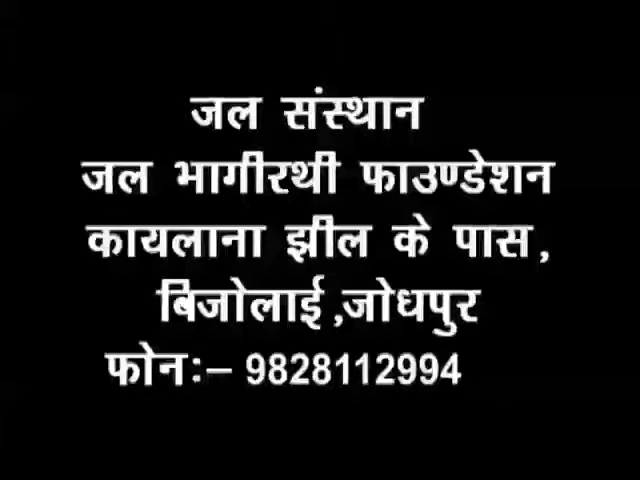 जल संस्थान
जल भागीरथी फाउण्डेशन
कायलाना झील के पास,
बिजोलाई,जोधपुर
फोनः– 9828112994